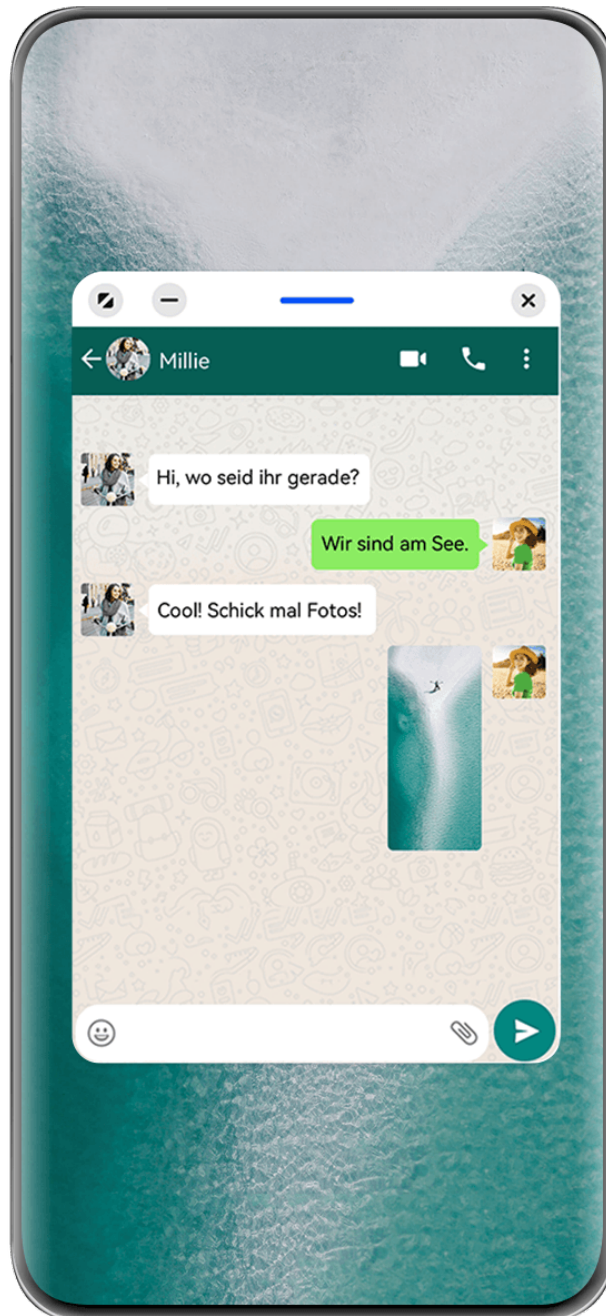 Millie
Hi, wo seid ihr gerade?
Wir sind am See.
Cool! Schick mal Fotos!